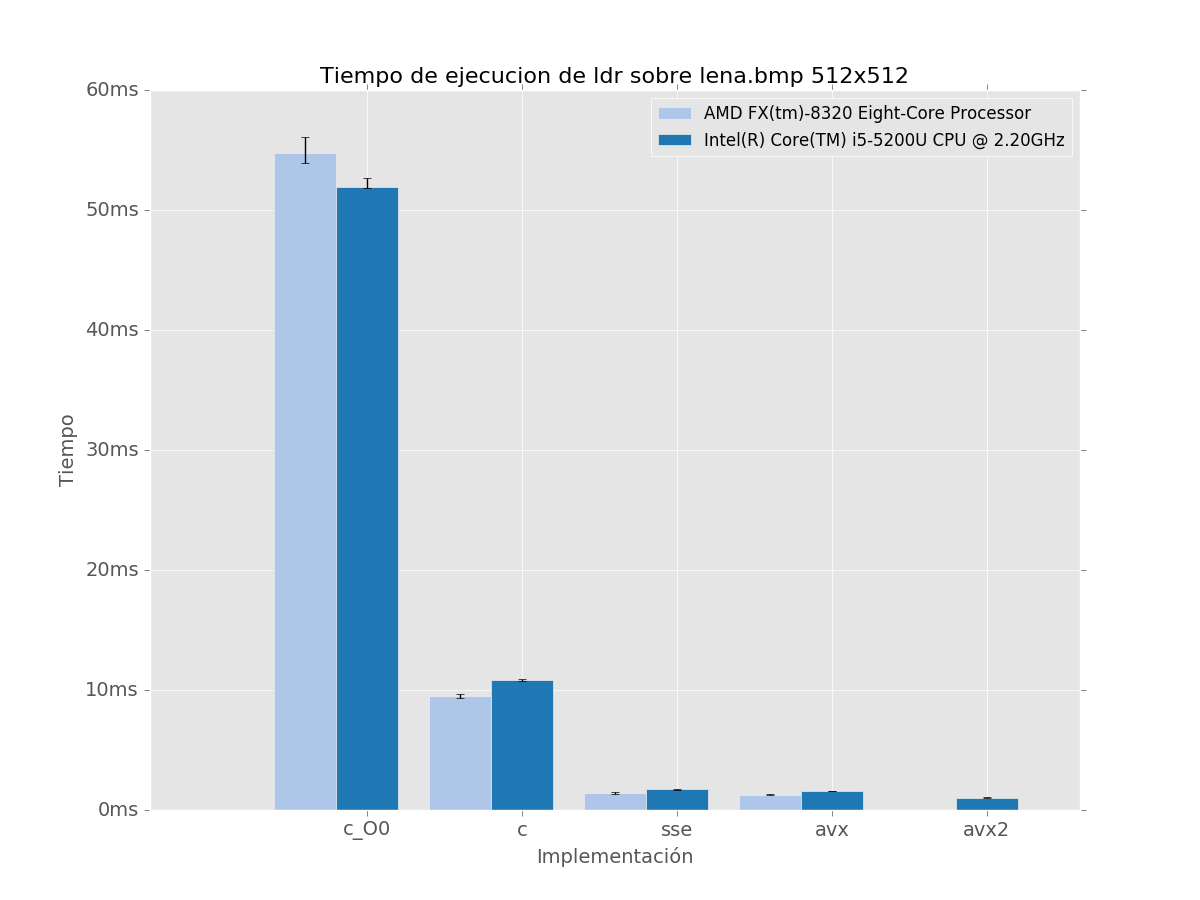 Tiempo de ejecucion de ldr sobre lena.bmp 512x512
60ms
50ms
40ms
30ms
20ms
10ms
0ms
Tiempo
AMD FX(tm)-8320 Eight-Core Processor
Intel(R) Core(TM) i5-5200U CPU @ 2.20GHz
c_O0
c
sse
avx
avx2
Implementación